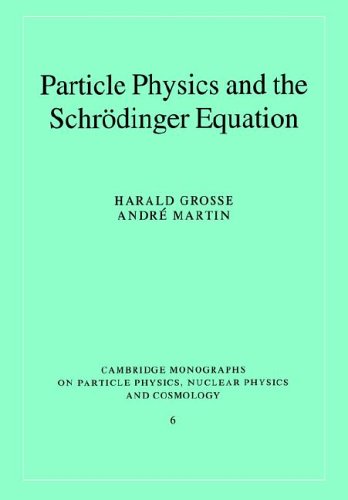 Particle Physics and the
Schrödinger Equation
HARALD GROSSE
ANDRÉ MARTIN
CAMBRIDGE MONOGRAPHS
ON PARTICLE PHYSICS, NUCLEAR PHYSICS
AND COSMOLOGY
6